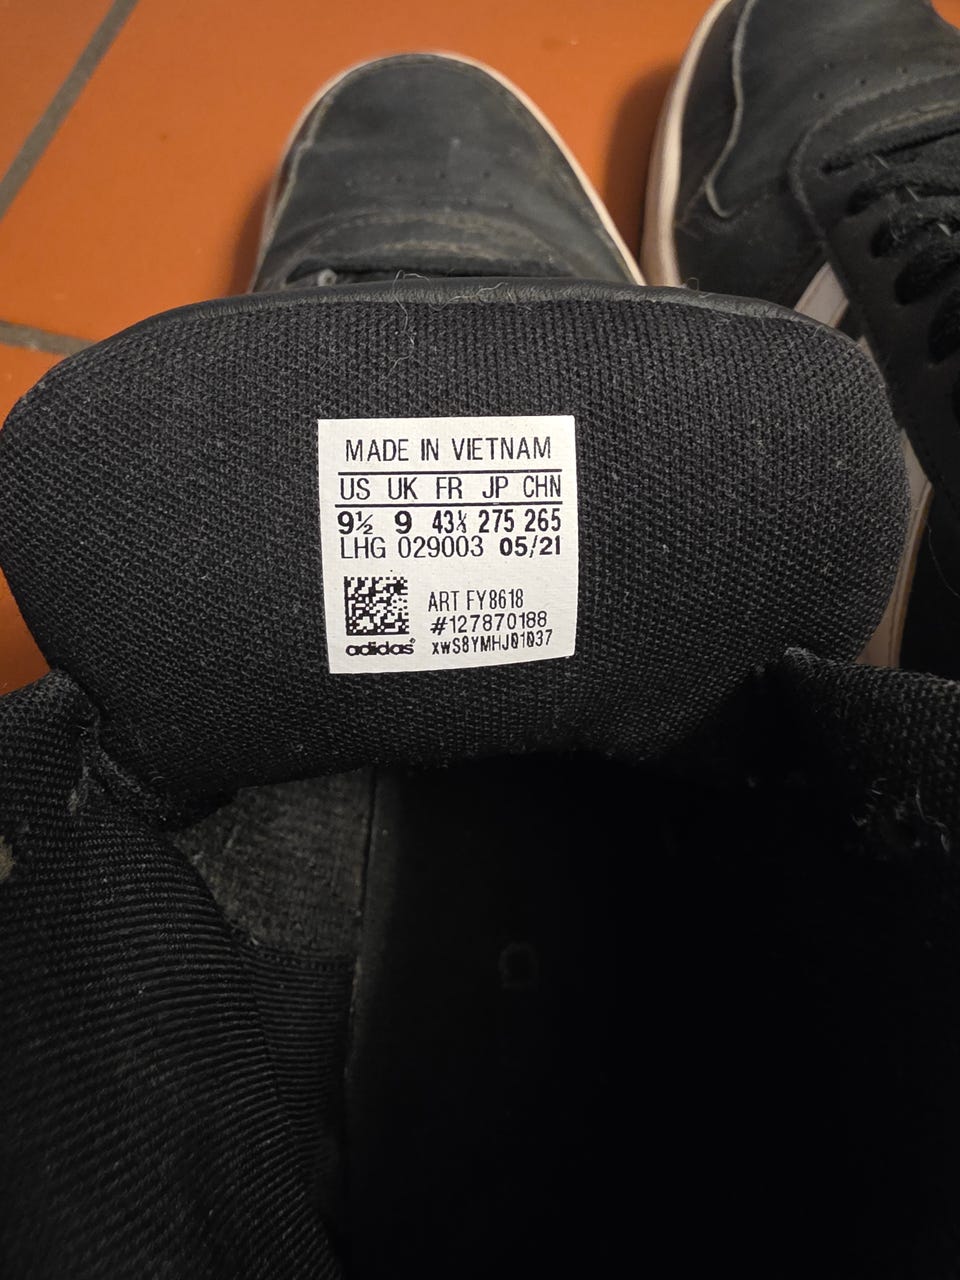 MADE IN VIETNAM
US UK FR JP CHN
9½ 9 43⅓ 275 265
LHG 029003 05/21
ART FY8618
#127870188
xwS8YMHJ01037
adidas®